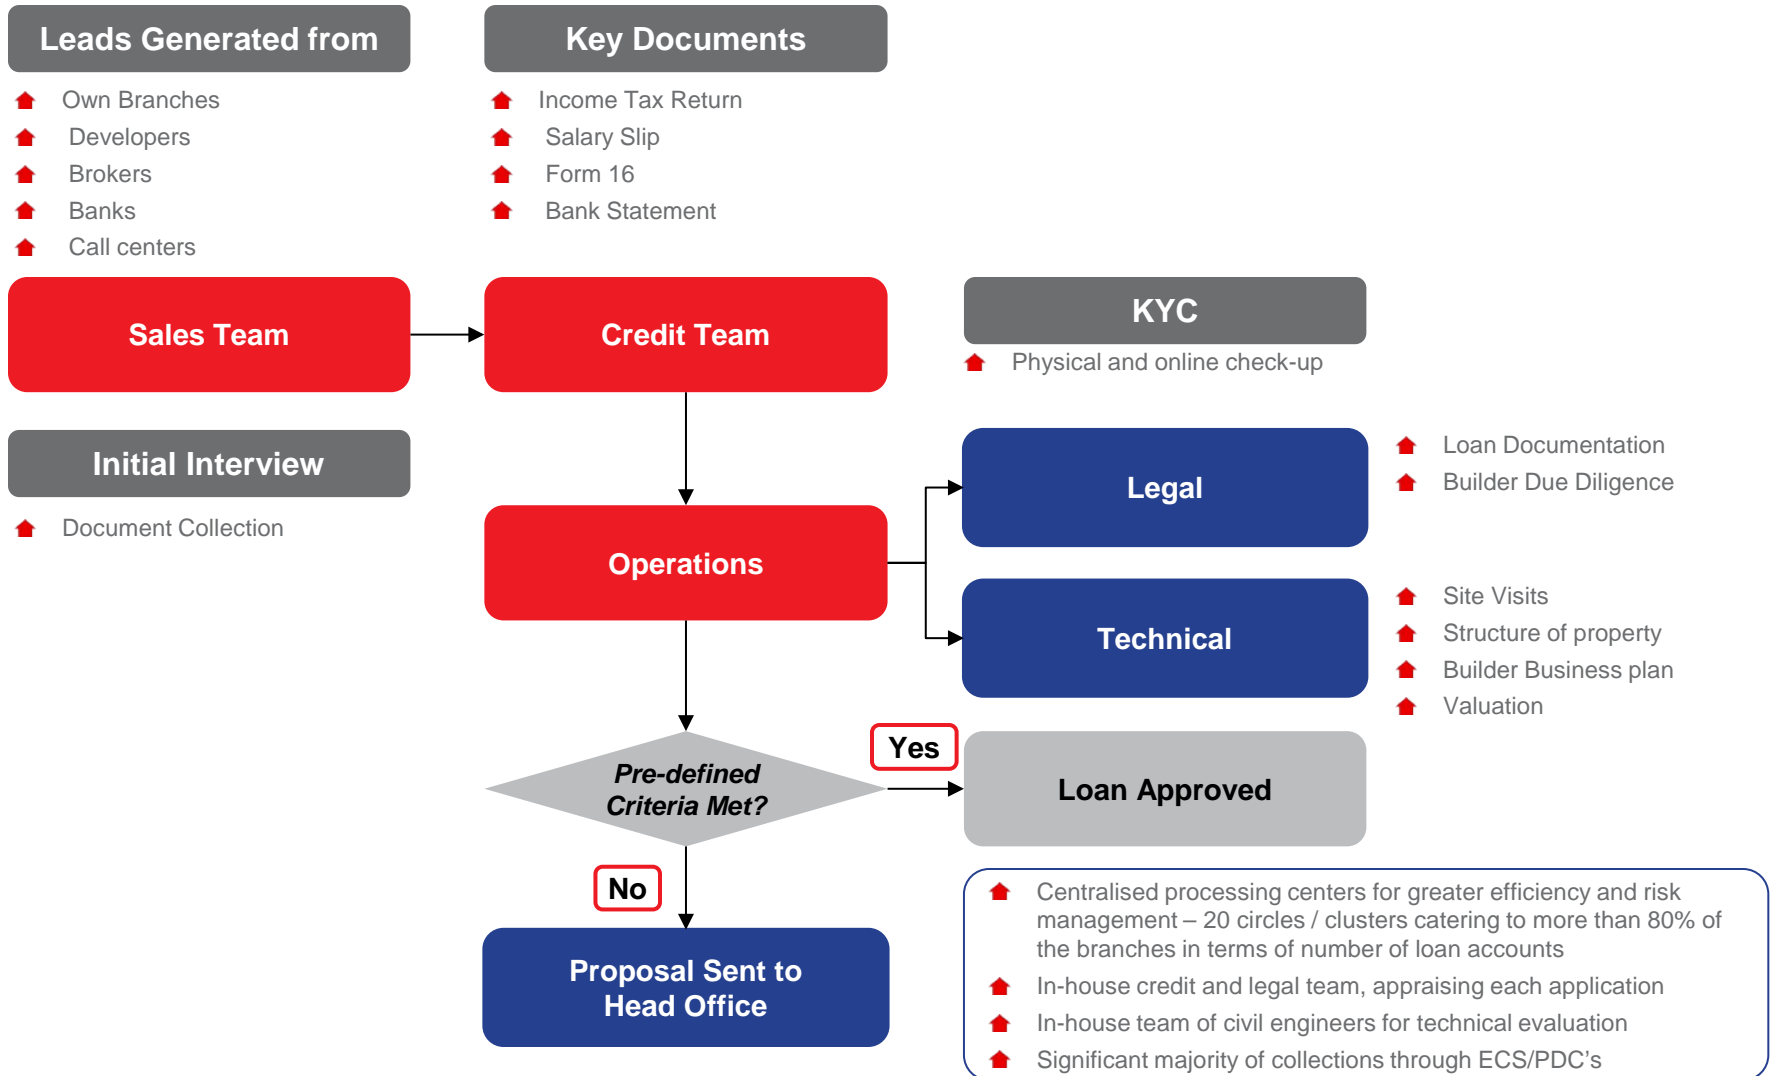 Leads Generated from
Own Branches
Developers
Brokers
Banks
Call centers
Key Documents
Income Tax Return
Salary Slip
Form 16
Bank Statement
Sales Team
Credit Team
KYC
Physical and online check-up
Initial Interview
Document Collection
Operations
Legal
Loan Documentation
Builder Due Diligence
Technical
Site Visits
Structure of property
Builder Business plan
Valuation
Pre-defined
Criteria Met?
Yes
Loan Approved
No
Proposal Sent to
Head Office
Centralised processing centers for greater efficiency and risk
management – 20 circles / clusters catering to more than 80% of
the branches in terms of number of loan accounts
In-house credit and legal team, appraising each application
In-house team of civil engineers for technical evaluation
Significant majority of collections through ECS/PDC's